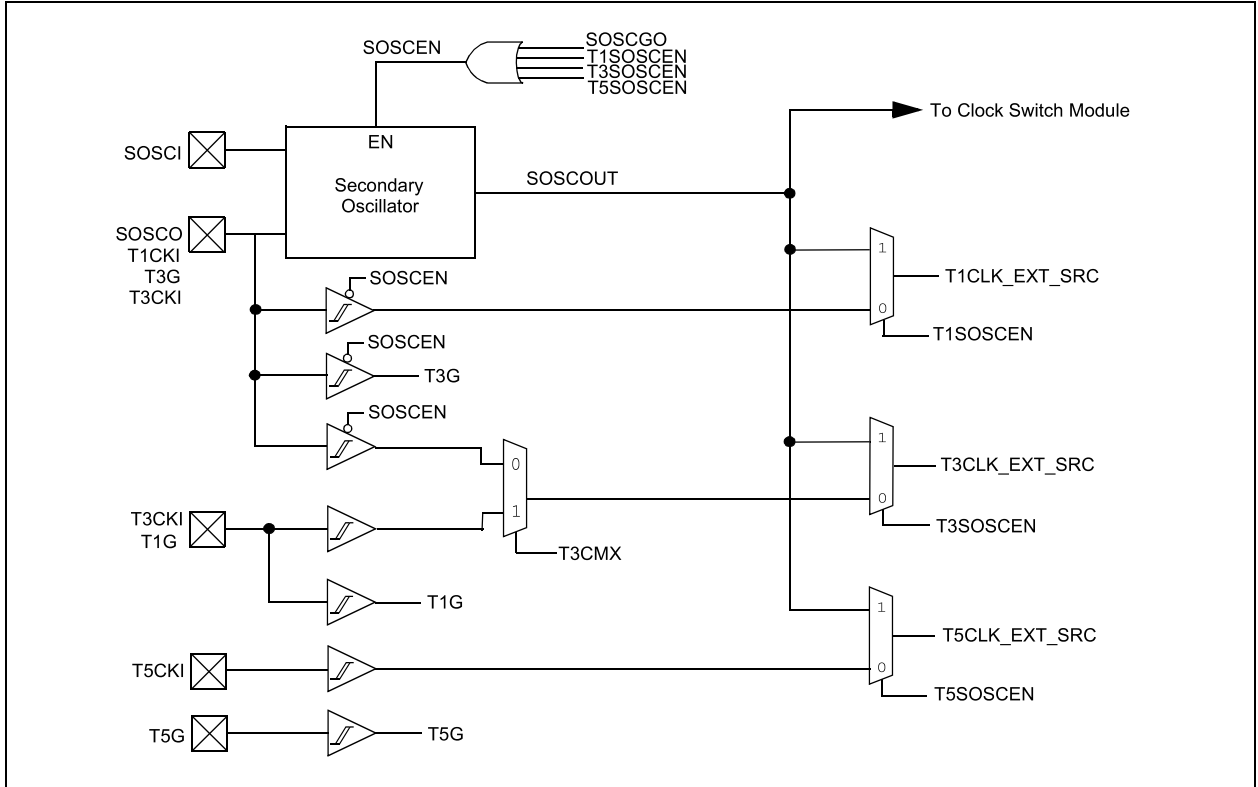 SOSCEN
SOSCGO
T1SOSCEN
T3SOSCEN
T5SOSCEN
To Clock Switch Module
SOSCI
EN
Secondary
Oscillator
SOSCOUT
SOSCO
T1CKI
T3G
T3CKI
SOSCEN
1
T1CLK_EXT_SRC
0
T1SOSCEN
SOSCEN
T3G
SOSCEN
0
1
T3CMX
1
T3CLK_EXT_SRC
0
T3SOSCEN
T3CKI
T1G
T1G
1
T5CLK_EXT_SRC
0
T5SOSCEN
T5CKI
T5G
T5G